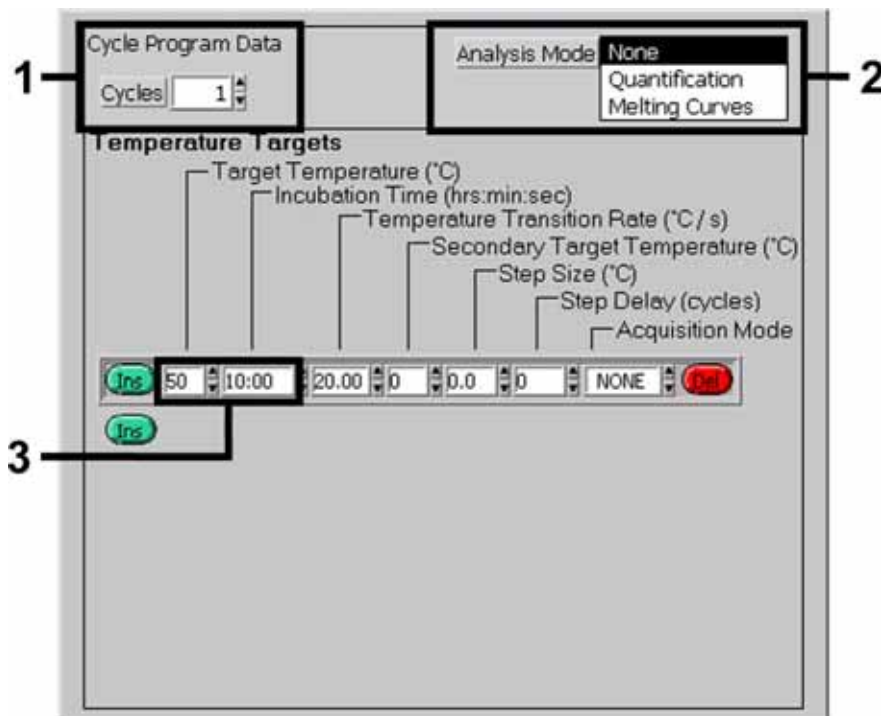 Cycle Program Data
1
Cycles 1
Analysis Mode None
Quantification
Melting Curves
2
Temperature Targets
Target Temperature (°C)
Incubation Time (hrs:min:sec)
Temperature Transition Rate (°C / s)
Secondary Target Temperature (°C)
Step Size (°C)
Step Delay (cycles)
Acquisition Mode
Ins 50 10:00 20.00 0 0.0 0 NONE Del
Ins
3